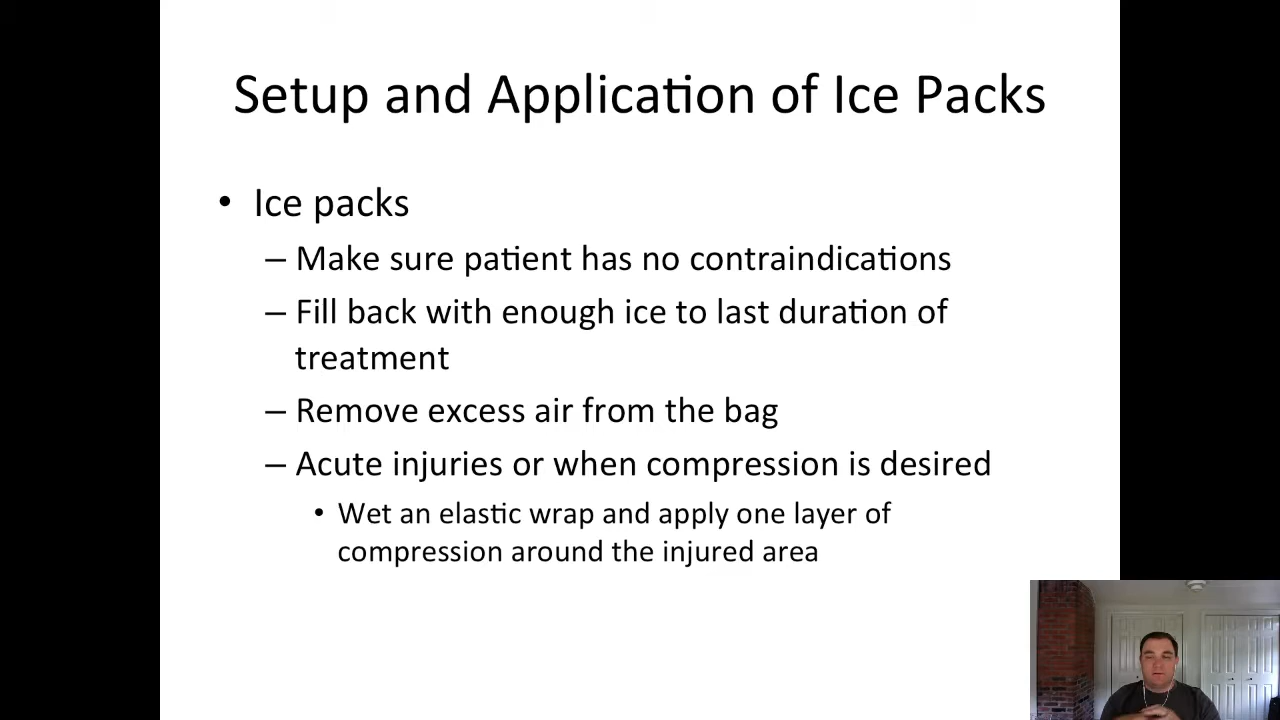 Setup and Application of Ice Packs
• Ice packs
– Make sure patient has no contraindications
– Fill back with enough ice to last duration of
treatment
– Remove excess air from the bag
– Acute injuries or when compression is desired
• Wet an elastic wrap and apply one layer of
compression around the injured area